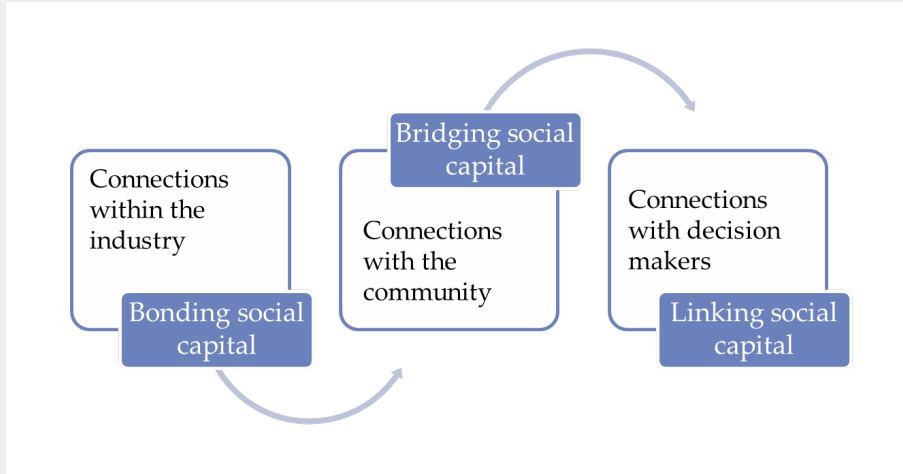 Connections
within the
industry
Bonding social
capital
Bridging social
capital
Connections
with the
community
Connections
with decision
makers
Linking social
capital